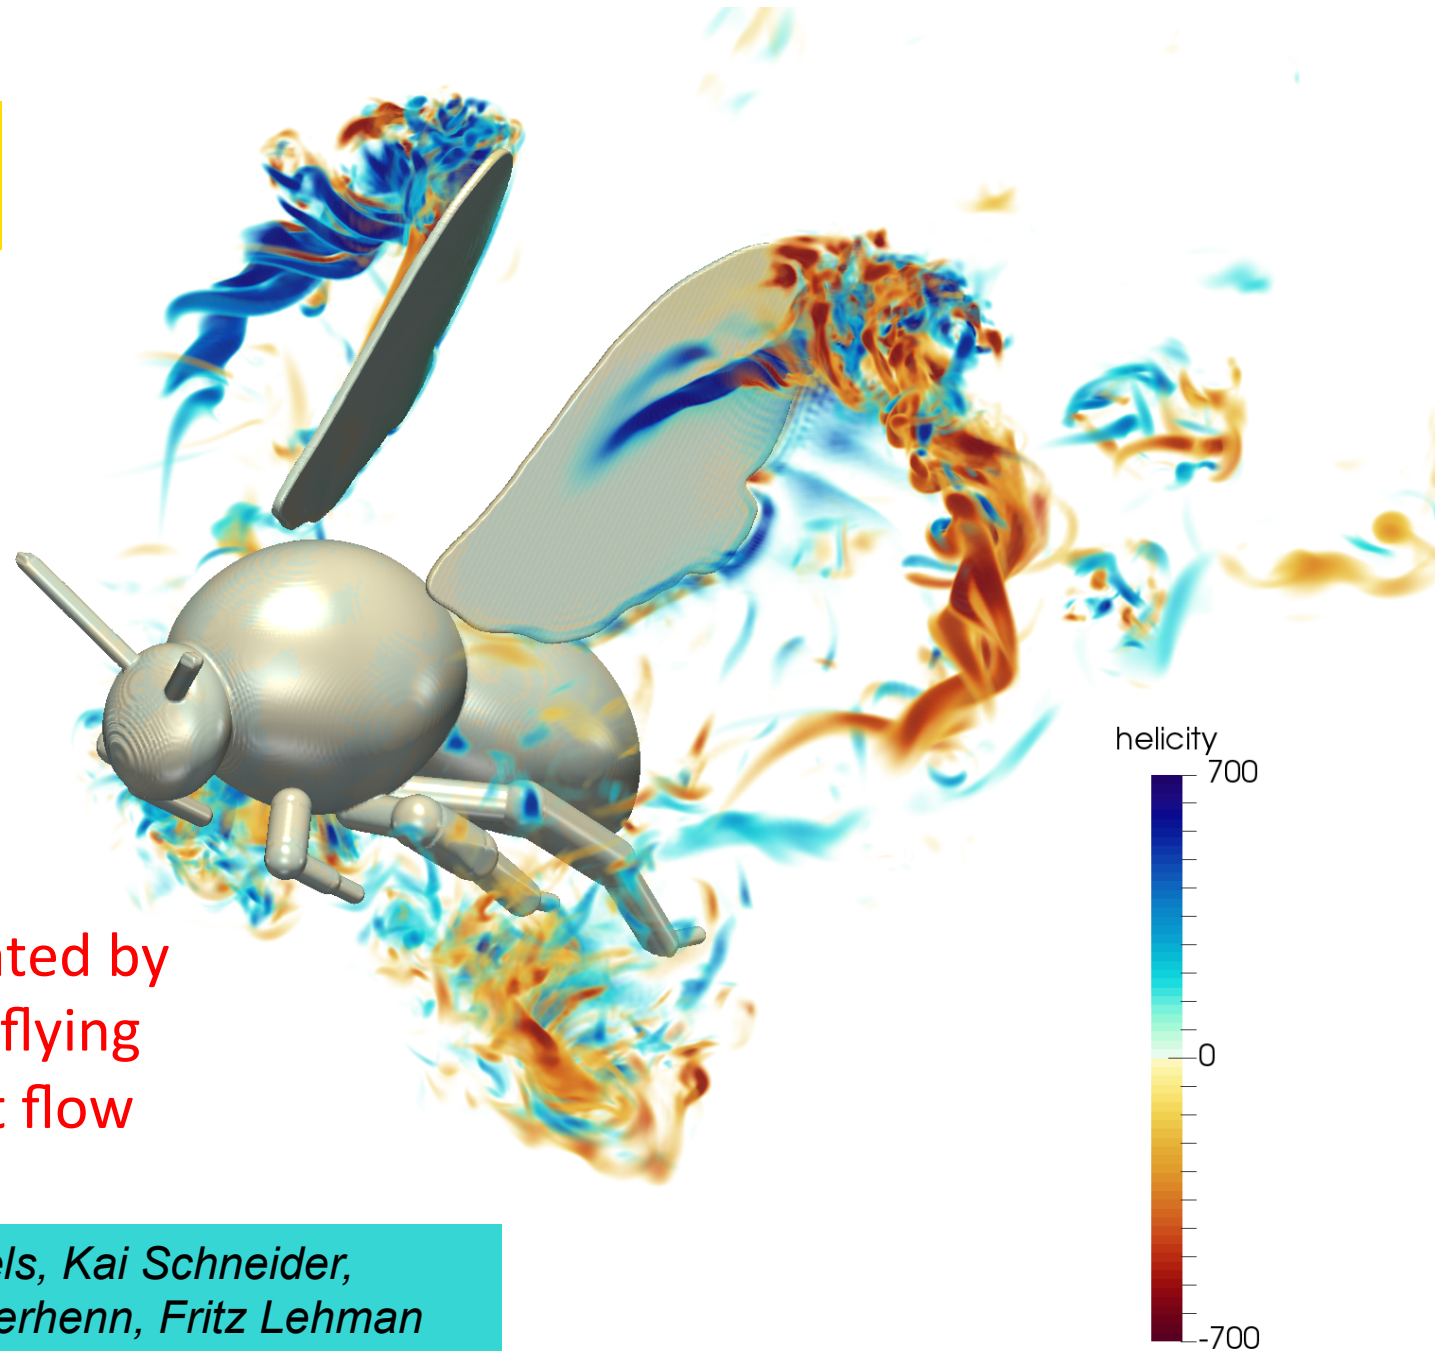 ted by
flying
flow
els, Kai Schneider,
erhenn, Fritz Lehman
helicity
700
0
-700